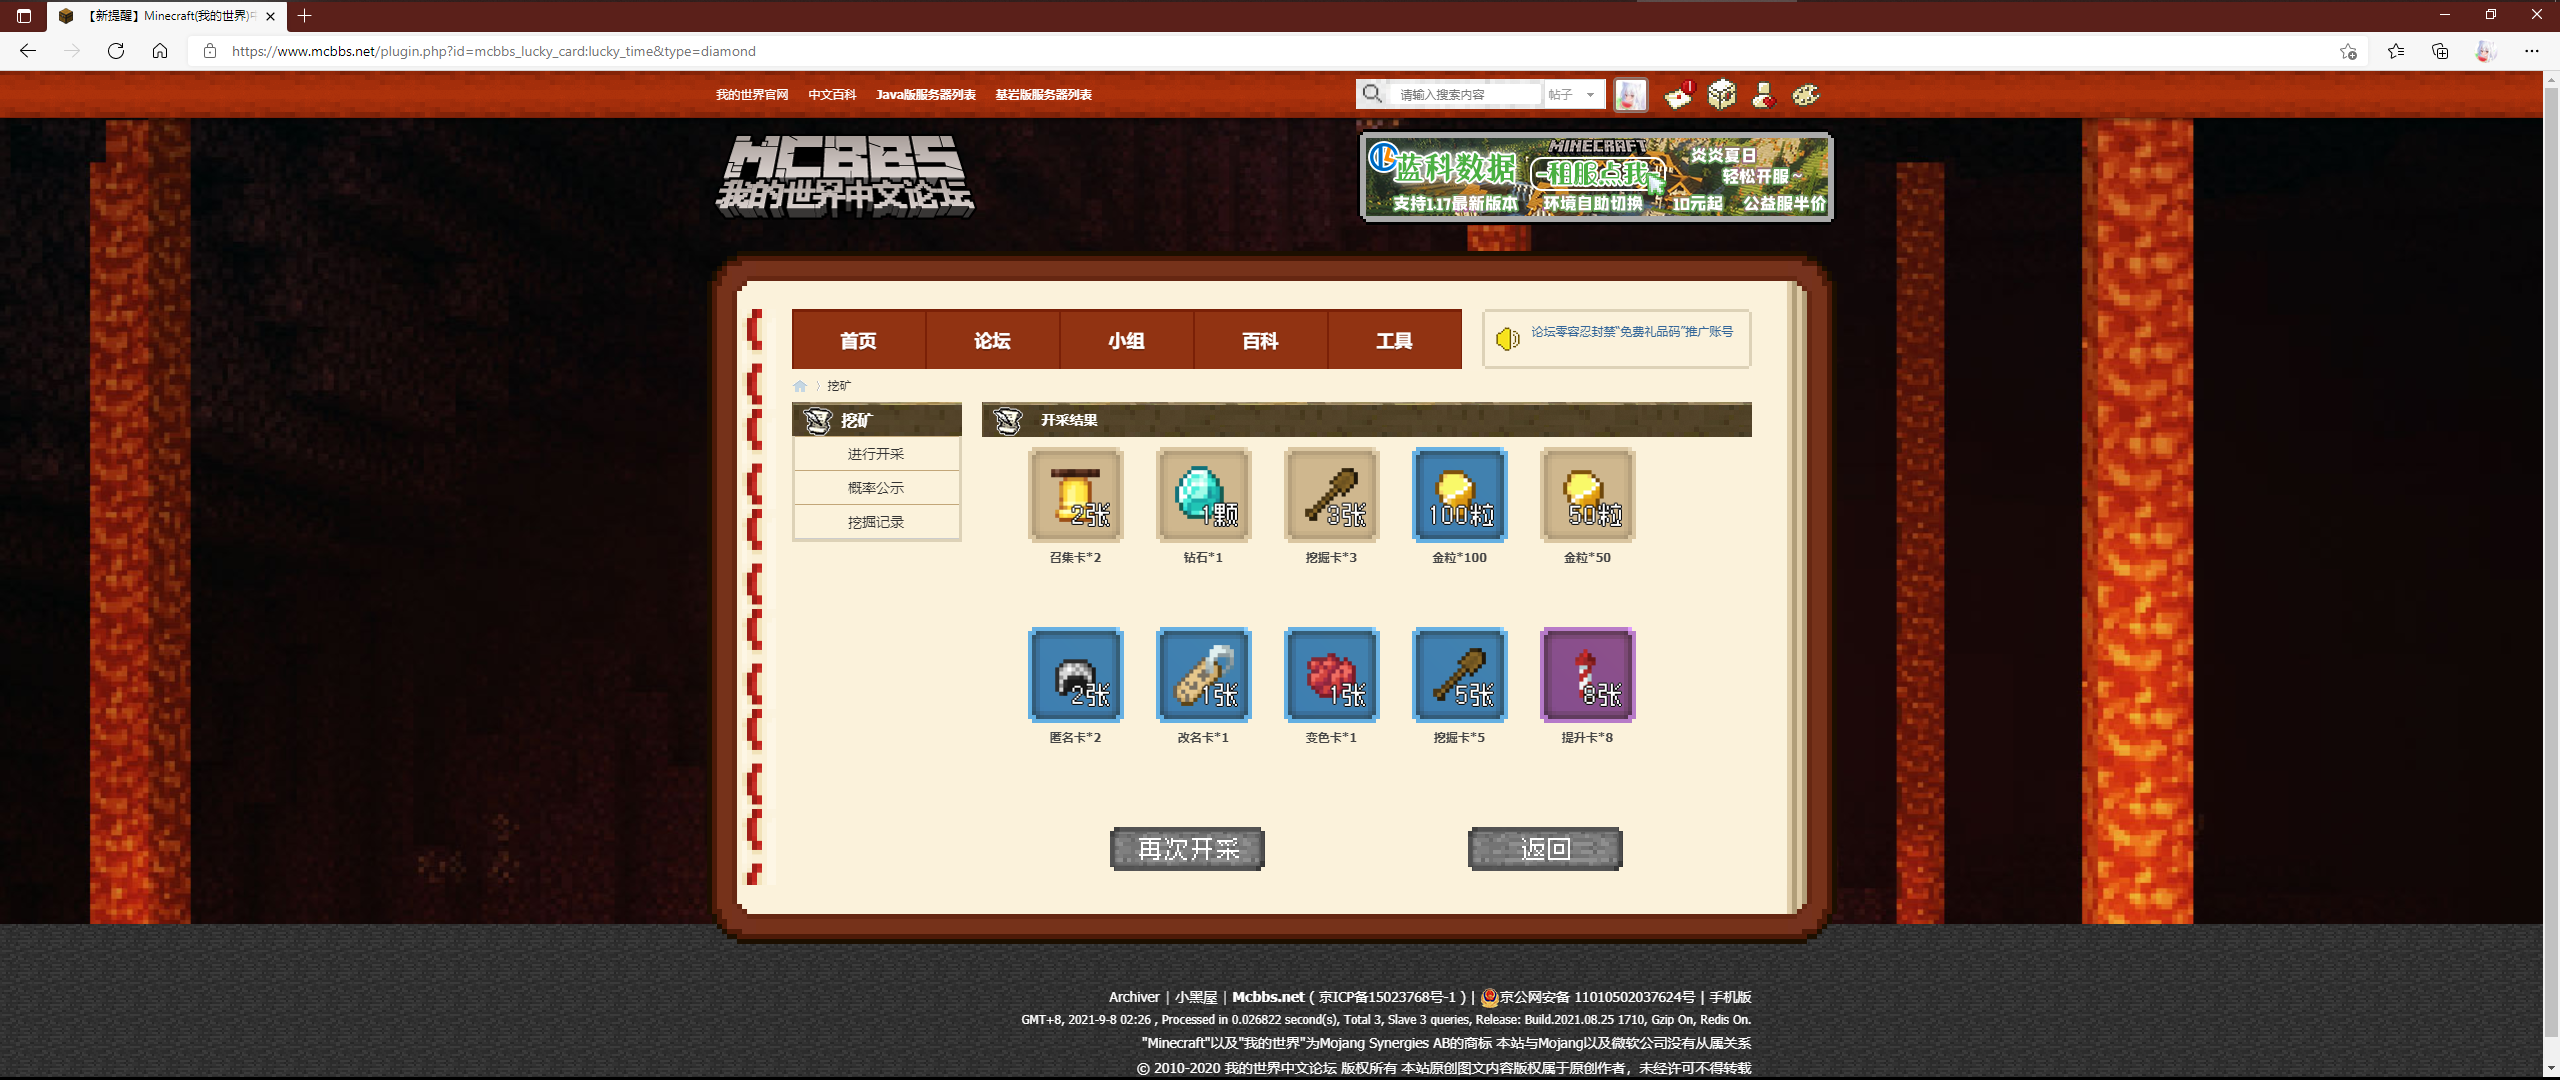 【新提醒】Minecraft(我的世界)中
https://www.mcbbs.net/plugin.php?id=mcbbs_lucky_card:lucky_time&type=diamond
我的世界官网 中文百科 Java版服务器列表 基岩版服务器列表
请输入搜索内容 帖子
1
MCBBS
我的世界中文论坛
蓝科数据
MINECRAFT
租服点我
炎炎夏日
轻松开服~
支持1.17最新版本 环境自助切换 10元起 公益服半价
首页 论坛 小组 百科 工具
论坛零容忍封禁“免费礼品码”推广账号
挖矿
挖矿
进行开采
概率公示
挖掘记录
开采结果
2张 1颗 3张 100粒 50粒
召集卡*2 钻石*1 挖掘卡*3 金粒*100 金粒*50
2张 1张 1张 5张 8张
匿名卡*2 改名卡*1 变色卡*1 挖掘卡*5 提升卡*8
再次开采 返回
Archiver | 小黑屋 | Mcbbs.net ( 京ICP备15023768号-1 ) | 京公网安备 11010502037624号 | 手机版
GMT+8, 2021-9-8 02:26 , Processed in 0.026822 second(s), Total 3, Slave 3 queries, Release: Build.2021.08.25 1710, Gzip On, Redis On.
"Minecraft"以及"我的世界"为Mojang Synergies AB的商标 本站与Mojang以及微软公司没有从属关系
© 2010-2020 我的世界中文论坛 版权所有 本站原创图文内容版权属于原创作者，未经许可不得转载